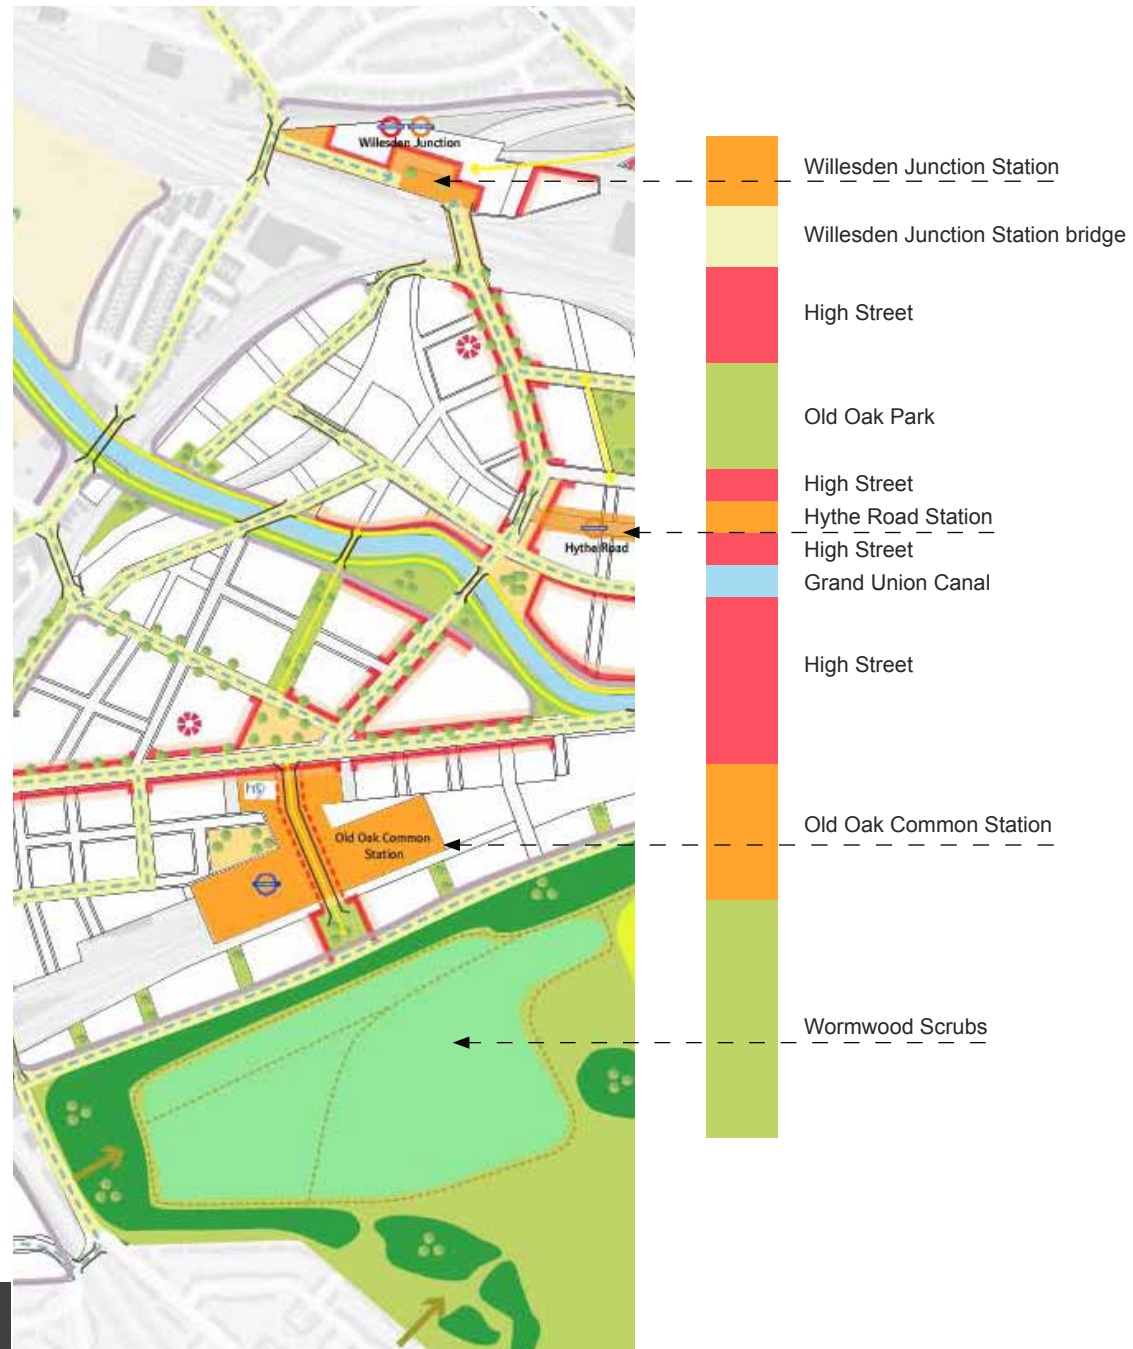 Willesden Junction
Hythe Road
hs
Old Oak Common
Station
Willesden Junction Station
Willesden Junction Station bridge
High Street
Old Oak Park
High Street
Hythe Road Station
High Street
Grand Union Canal
High Street
Old Oak Common Station
Wormwood Scrubs